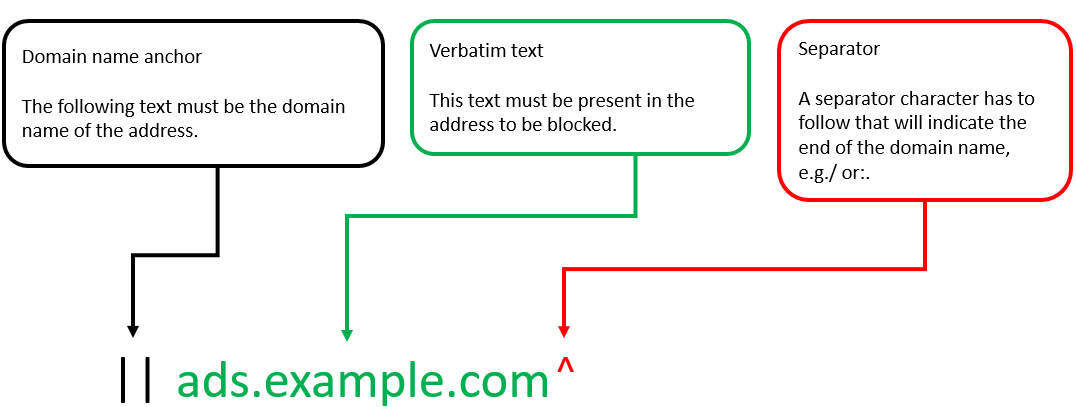 Domain name anchor
The following text must be the domain
name of the address.
Verbatim text
This text must be present in the
address to be blocked.
Separator
A separator character has to
follow that will indicate the
end of the domain name,
e.g./ or:.
|| ads.example.com^